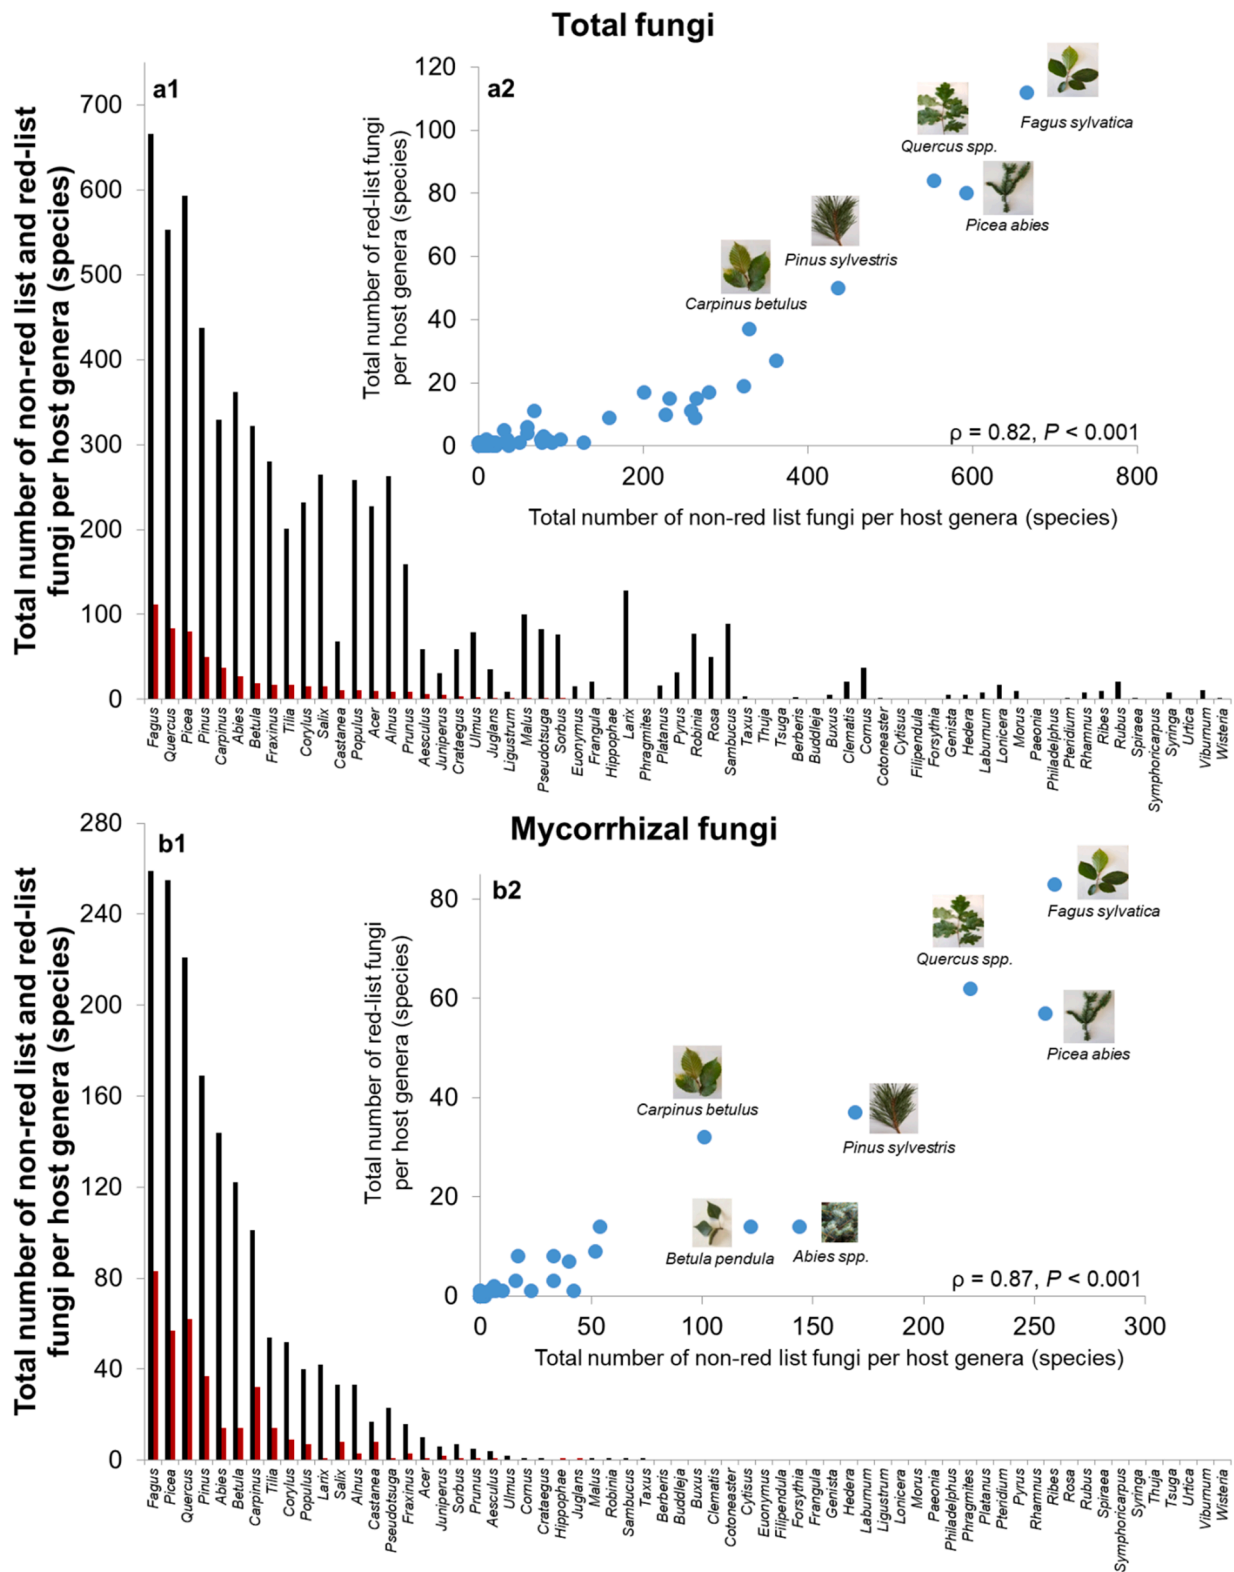 Total fungi
Total number of non-red list and red-list
fungi per host genera (species)
a1
700
600
500
400
300
200
100
0
Fagus
Quercus
Picea
Pinus
Carpinus
Abies
Betula
Fraxinus
Tilia
Corylus
Salix
Castanea
Populus
Acer
Alnus
Prunus
Aesculus
Juniperus
Crataegus
Ulmus
Juglans
Ligustrum
Malus
Pseudotsuga
Sorbus
Euonymus
Frangula
Hippophae
Larix
Phragmites
Platanus
Pyrus
Robinia
Rosa
Sambucus
Taxus
Thuja
Tsuga
Berberis
Buddleja
Buxus
Clematis
Cornus
Cotoneaster
Cytisus
Filipendula
Forsythia
Genista
Hedera
Laburnum
Lonicera
Morus
Paeonia
Philadelphus
Pteridium
Rhamnus
Ribes
Rubus
Spiraea
Symphoricarpus
Syringa
Urtica
Viburnum
Wisteria
a2
Total number of red-list fungi
per host genera (species)
120
100
80
60
40
20
0
Fagus sylvatica
Quercus spp.
Picea abies
Pinus sylvestris
Carpinus betulus
ρ = 0.82, P < 0.001
0 200 400 600 800
Total number of non-red list fungi per host genera (species)
Mycorrhizal fungi
Total number of non-red list and red-list
fungi per host genera (species)
b1
280
240
200
160
120
80
40
0
Fagus
Picea
Quercus
Pinus
Abies
Betula
Carpinus
Tilia
Corylus
Populus
Larix
Salix
Alnus
Castanea
Pseudotsuga
Fraxinus
Acer
Juniperus
Sorbus
Prunus
Aesculus
Ulmus
Cornus
Crataegus
Hippophae
Juglans
Malus
Robinia
Sambucus
Taxus
Berberis
Buddleja
Buxus
Clematis
Cotoneaster
Cytisus
Euonymus
Filipendula
Forsythia
Frangula
Genista
Hedera
Laburnum
Ligustrum
Lonicera
Morus
Paeonia
Philadelphus
Phragmites
Platanus
Pteridium
Pyrus
Rhamnus
Ribes
Rosa
Rubus
Spiraea
Symphoricarpus
Syringa
Thuja
Tsuga
Urtica
Viburnum
Wisteria
b2
Total number of red-list fungi
per host genera (species)
80
60
40
20
0
Fagus sylvatica
Quercus spp.
Picea abies
Carpinus betulus
Pinus sylvestris
Betula pendula
Abies spp.
ρ = 0.87, P < 0.001
0 50 100 150 200 250 300
Total number of non-red list fungi per host genera (species)